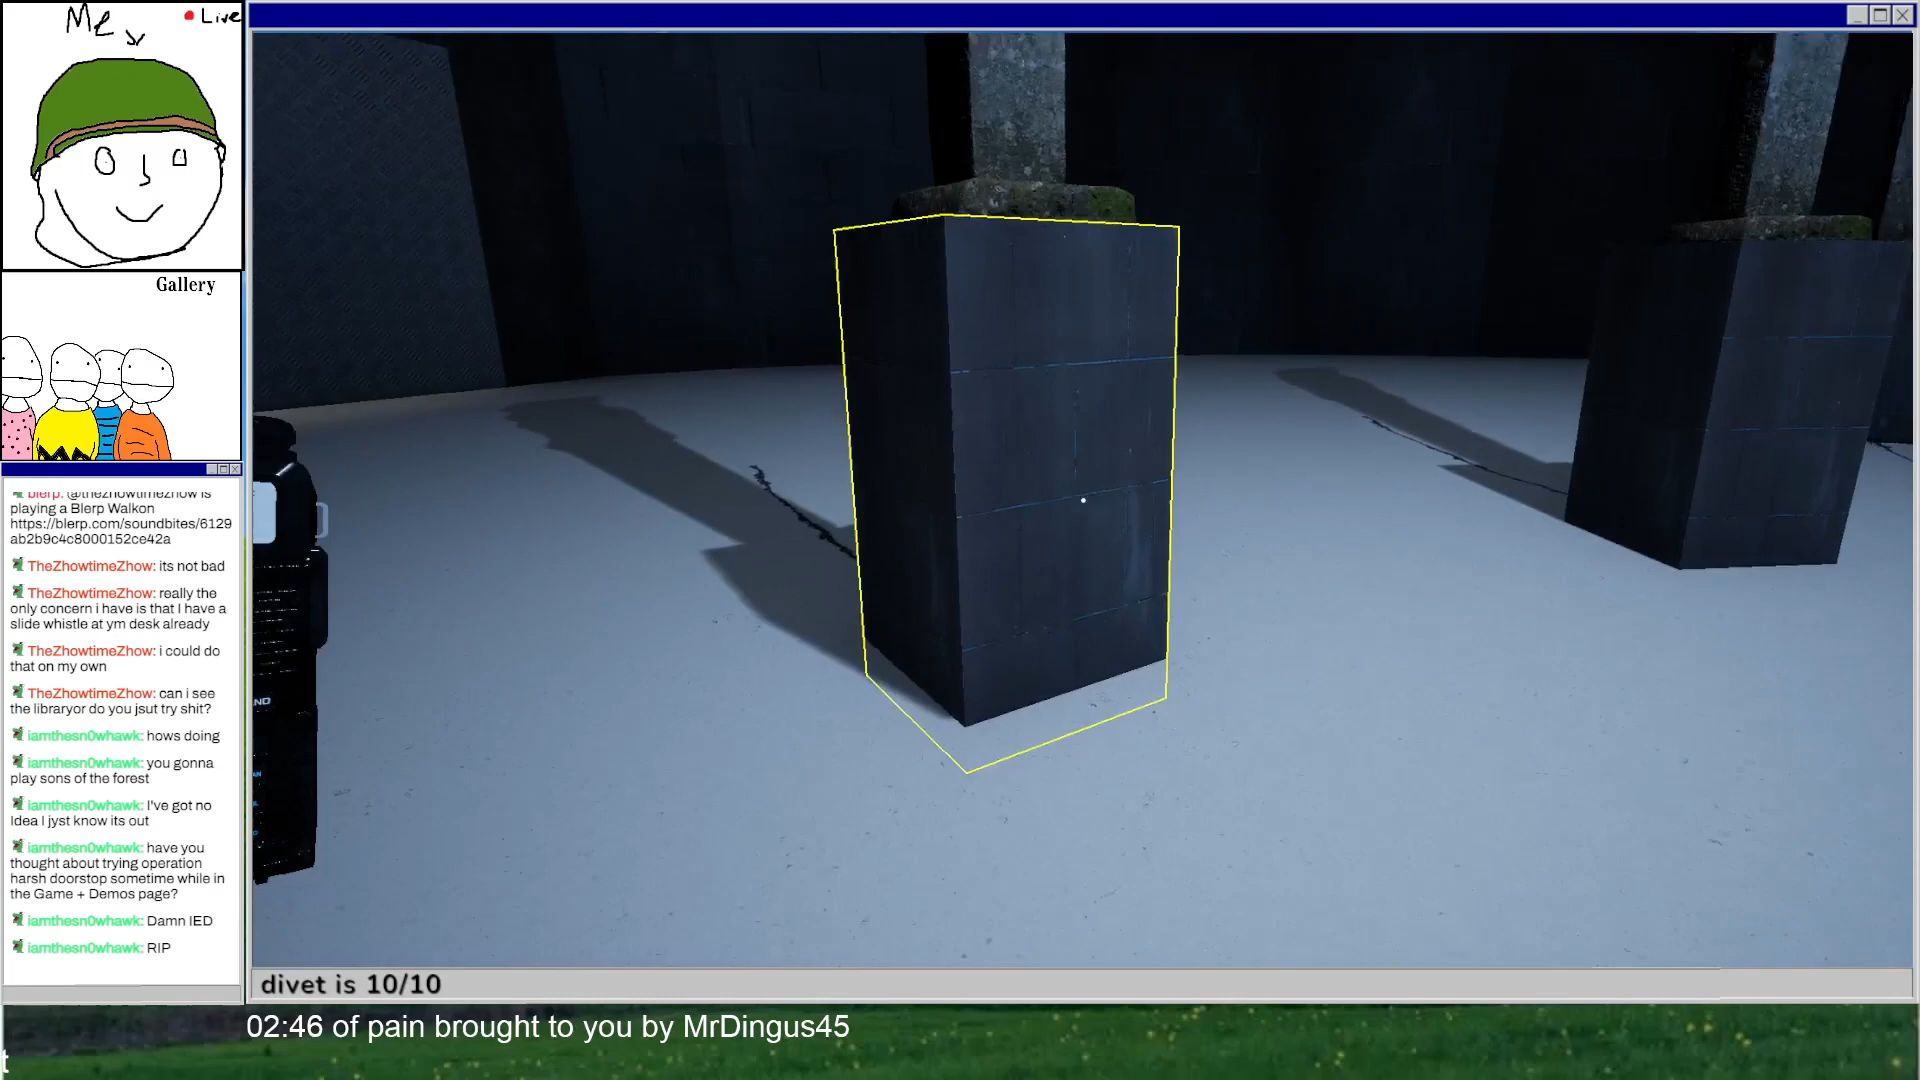 Me
Live
Gallery
blerp: @thezhowtimezhow is
playing a Blerp Walkon
https://blerp.com/soundbites/6129
ab2b9c4c8000152ce42a
TheZhowtimeZhow: its not bad
TheZhowtimeZhow: really the
only concern i have is that I have a
slide whistle at ym desk already
TheZhowtimeZhow: i could do
that on my own
TheZhowtimeZhow: can i see
the libraryor do you jsut try shit?
iamthesn0whawk: hows doing
iamthesn0whawk: you gonna
play sons of the forest
iamthesn0whawk: I've got no
Idea I jyst know its out
iamthesn0whawk: have you
thought about trying operation
harsh doorstop sometime while in
the Game + Demos page?
iamthesn0whawk: Damn IED
iamthesn0whawk: RIP
divet is 10/10
02:46 of pain brought to you by MrDingus45
t